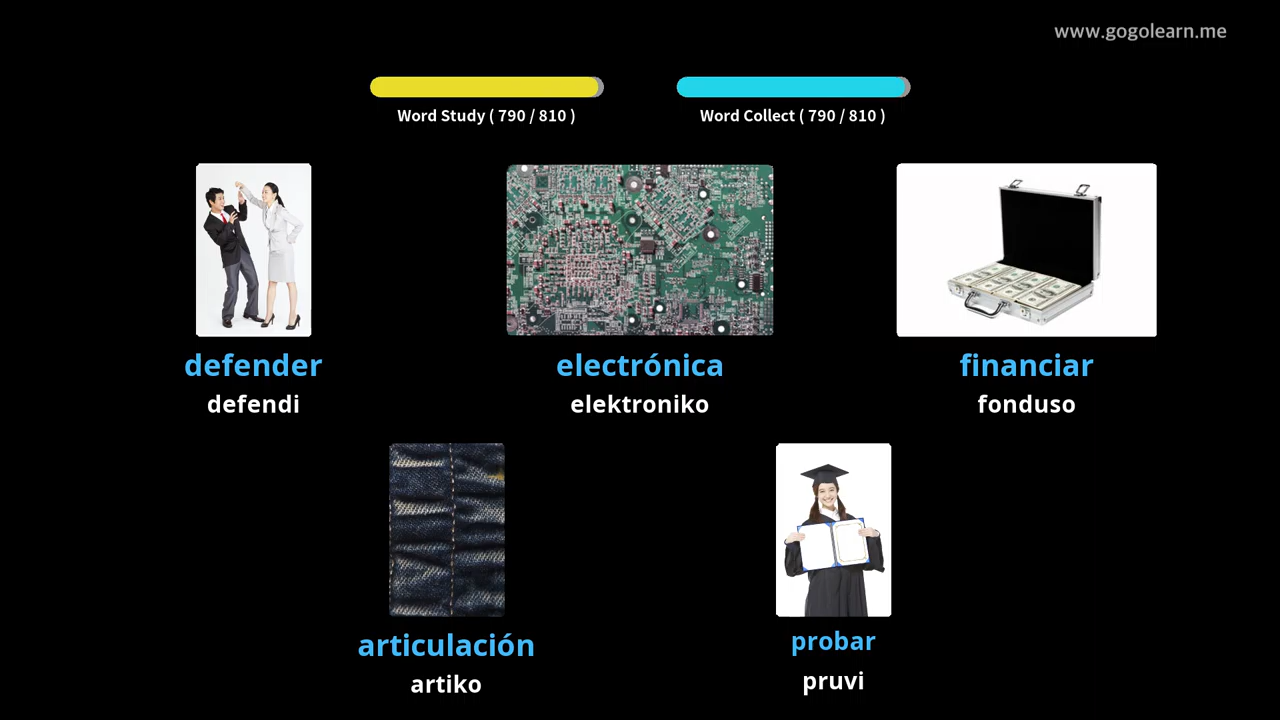 www.gogolearn.me
Word Study ( 790 / 810 )
Word Collect ( 790 / 810 )
defender
defendi
electrónica
elektroniko
financiar
fonduso
articulación
artiko
probar
pruvi